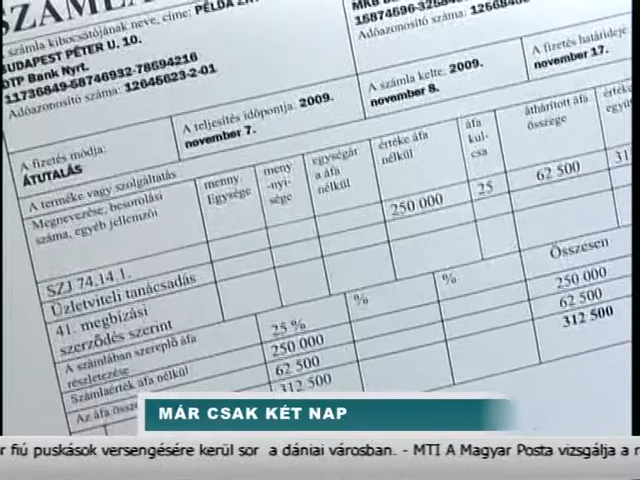 SZÁMLA
számla kibocsátójának neve, címe: PÉLDA
BUDAPEST PÉTER U. 10.
OTP Bank Nyrt.
11736849-58746932-78694216
Adóazonosító száma: 12645623-2-01
Adóazonosító száma:
A fizetés módja:
ÁTUTALÁS
A teljesítés időpontja: 2009.
november 7.
A számla kelte: 2009.
november 8.
A fizetés határideje:
november 17.
A terméke vagy szolgáltatás
Megnevezése, besorolási
száma, egyéb jellemzői
menny.
Egysége
meny
-nyi-
sége
egységár
a áfa
nélkül
értéke áfa
nélkül
áfa
kul-
csa
áthárított áfa
összege
SZJ 74.14.1.
Üzletviteli tanácsadás
41. megbízási
szerződés szerint
250 000
25
62 500
31
A számlában szereplő áfa
részletezése
25 %
%
%
Összesen
Számlaérték áfa nélkül
250 000
250 000
Az áfa össze
62 500
62 500
312 500
312 500
MÁR CSAK KÉT NAP
r fiú puskások versengésére kerül sor a dániai városban. - MTI A Magyar Posta vizsgálja a